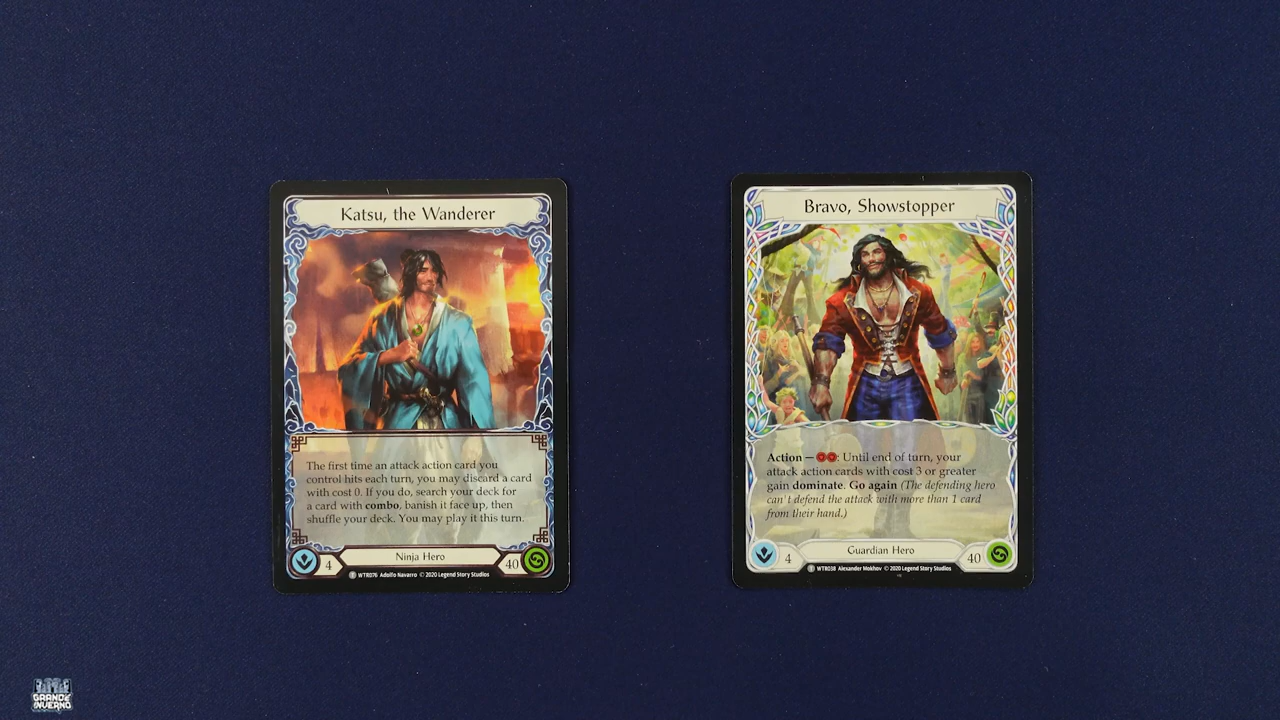 Katsu, the Wanderer
The first time an attack action card you
control hits each turn, you may discard a card
with cost 0. If you do, search your deck for
a card with combo, banish it face up, then
shuffle your deck. You may play it this turn.
4
Ninja Hero
40
WTR076 Adolfo Navarro © 2020 Legend Story Studios
Bravo, Showstopper
Action — : Until end of turn, your
attack action cards with cost 3 or greater
gain dominate. Go again (The defending hero
can't defend the attack with more than 1 card
from their hand.)
4
Guardian Hero
40
WTR038 Alexander Mokhov © 2020 Legend Story Studios
GRANDE
INVERNO